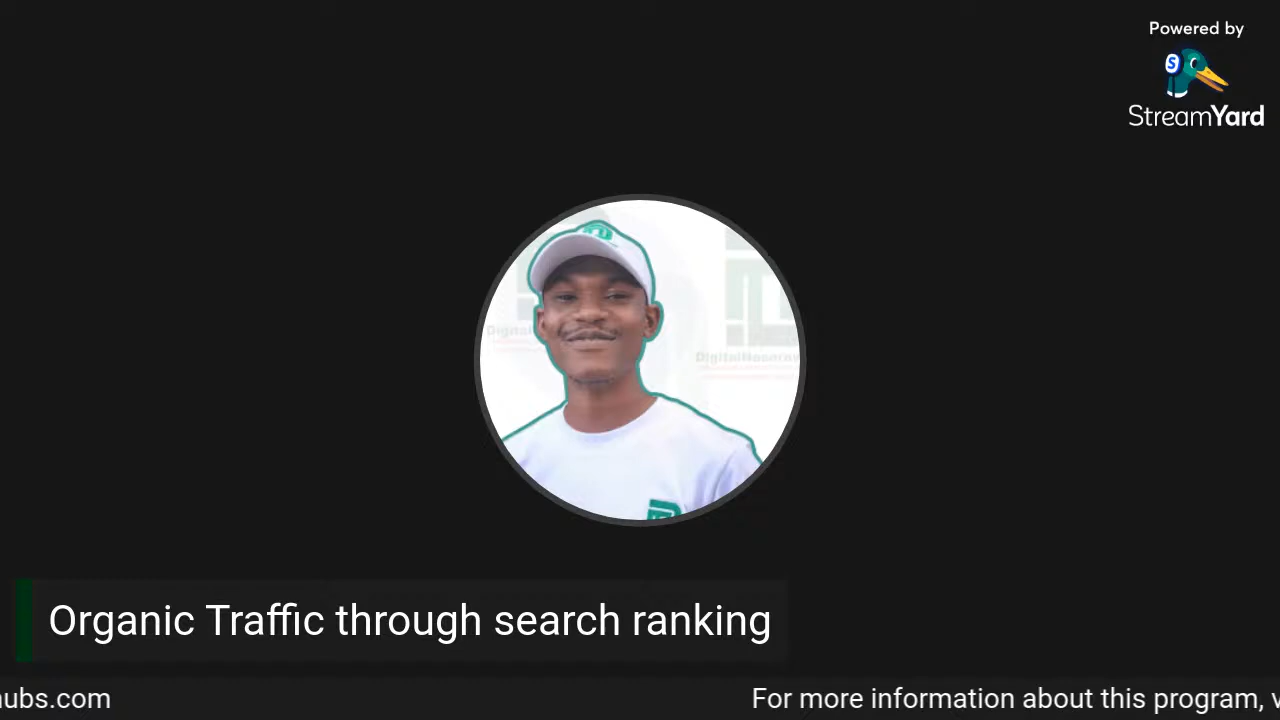 Powered by
S
StreamYard
Organic Traffic through search ranking
ubs.com
For more information about this program,